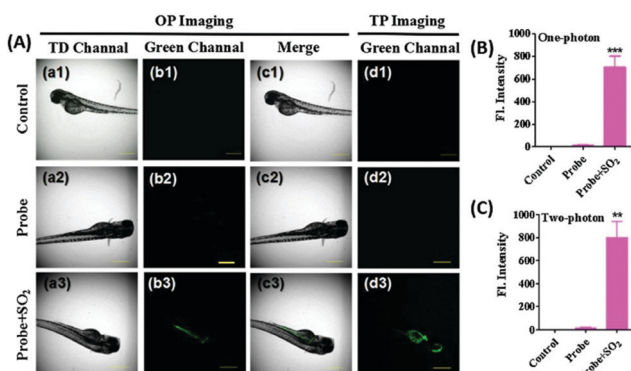 (A)
OP Imaging
TP Imaging
TD Channel
Green Channel
Merge
Green Channel
Control
(a1)
(b1)
(c1)
(d1)
Probe
(a2)
(b2)
(c2)
(d2)
Probe+SO2
(a3)
(b3)
(c3)
(d3)
(B)
One-photon
***
Fl. Intensity
1000
800
600
400
200
0
Control
Probe
Probe+SO2
(C)
Two-photon
**
Fl. Intensity
1000
800
600
400
200
0
Control
Probe
Probe+SO2